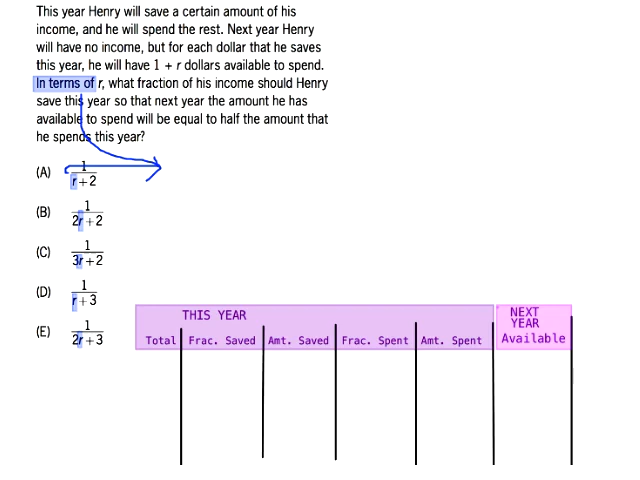 This year Henry will save a certain amount of his
income, and he will spend the rest. Next year Henry
will have no income, but for each dollar that he saves
this year, he will have 1 + r dollars available to spend.
In terms of r, what fraction of his income should Henry
save this year so that next year the amount he has
available to spend will be equal to half the amount that
he spends this year?
(A) 1/(r+2)
(B) 1/(2r+2)
(C) 1/(3r+2)
(D) 1/(r+3)
(E) 1/(2r+3)
THIS YEAR
NEXT
YEAR
Total Frac. Saved Amt. Saved Frac. Spent Amt. Spent Available